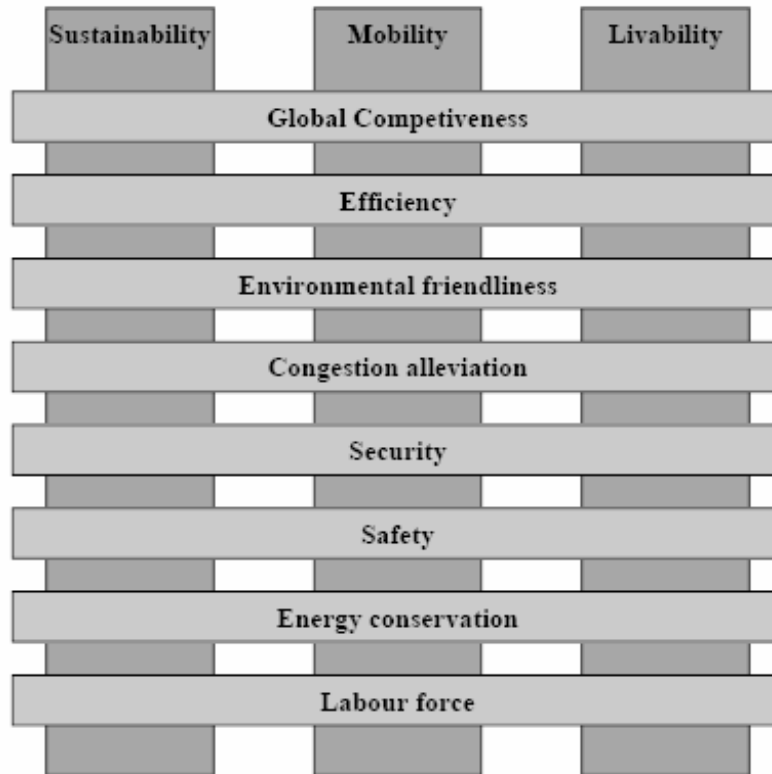 Sustainability Mobility Livability
Global Competiveness
Efficiency
Environmental friendliness
Congestion alleviation
Security
Safety
Energy conservation
Labour force